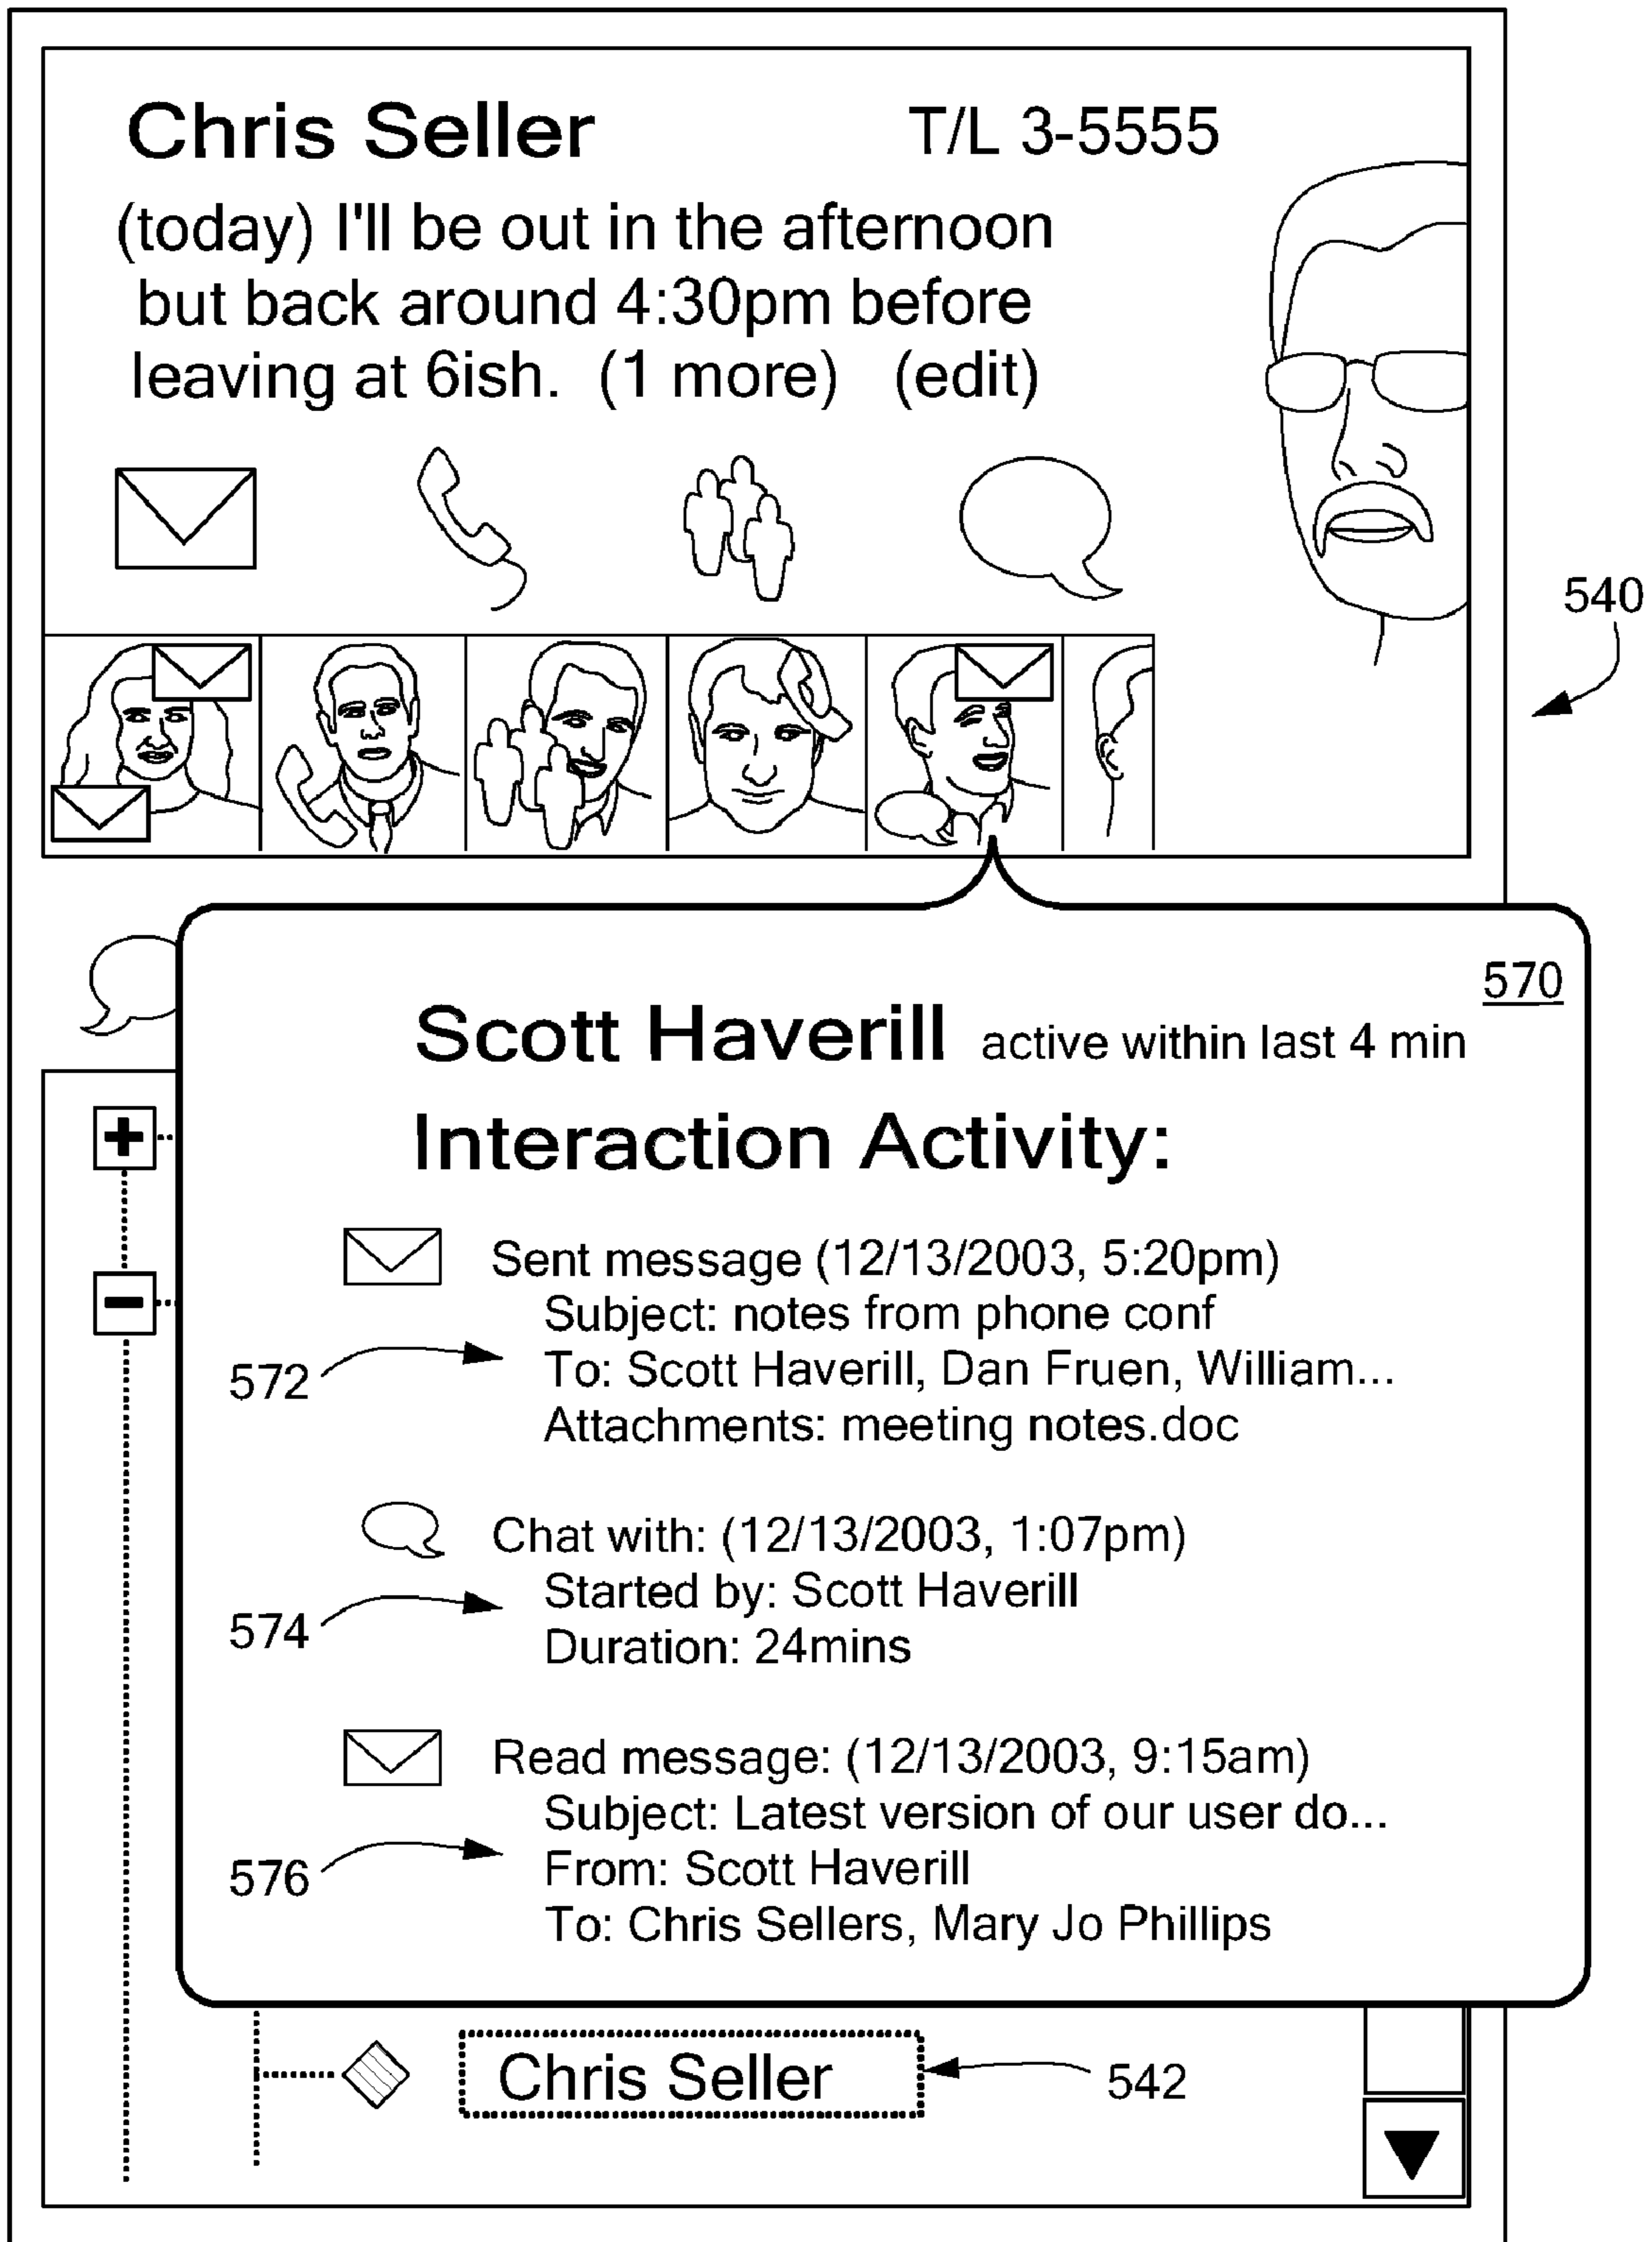 Chris Seller T/L 3-5555
(today) I'll be out in the afternoon
but back around 4:30pm before
leaving at 6ish. (1 more) (edit)
540
570
Scott Haverill active within last 4 min
Interaction Activity:
Sent message (12/13/2003, 5:20pm)
Subject: notes from phone conf
572
To: Scott Haverill, Dan Fruen, William...
Attachments: meeting notes.doc
Chat with: (12/13/2003, 1:07pm)
Started by: Scott Haverill
574
Duration: 24mins
Read message: (12/13/2003, 9:15am)
Subject: Latest version of our user do...
576
From: Scott Haverill
To: Chris Sellers, Mary Jo Phillips
Chris Seller
542